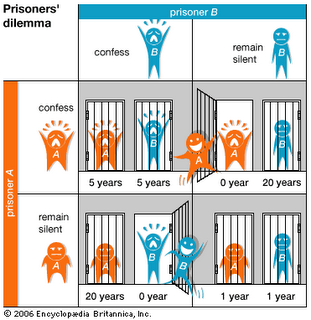 Prisoners'
dilemma
prisoner B
confess
remain
silent
prisoner A
confess
B
B
A B A A B
5 years 5 years 0 year 20 years
remain
silent
A A B B A B
20 years 0 year 1 year 1 year
© 2006 Encyclopædia Britannica, Inc.